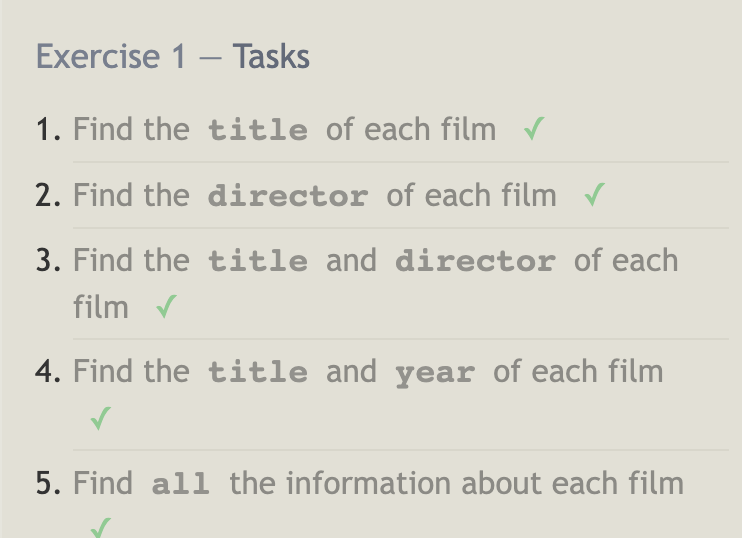 Exercise 1 — Tasks
1. Find the title of each film ✓
2. Find the director of each film ✓
3. Find the title and director of each
film ✓
4. Find the title and year of each film
✓
5. Find all the information about each film
✓